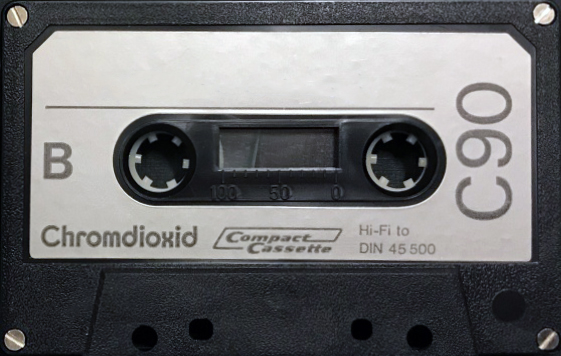 B
C90
100 50 0
Chromdioxid
Compact
Cassette
Hi-Fi to
DIN 45 500